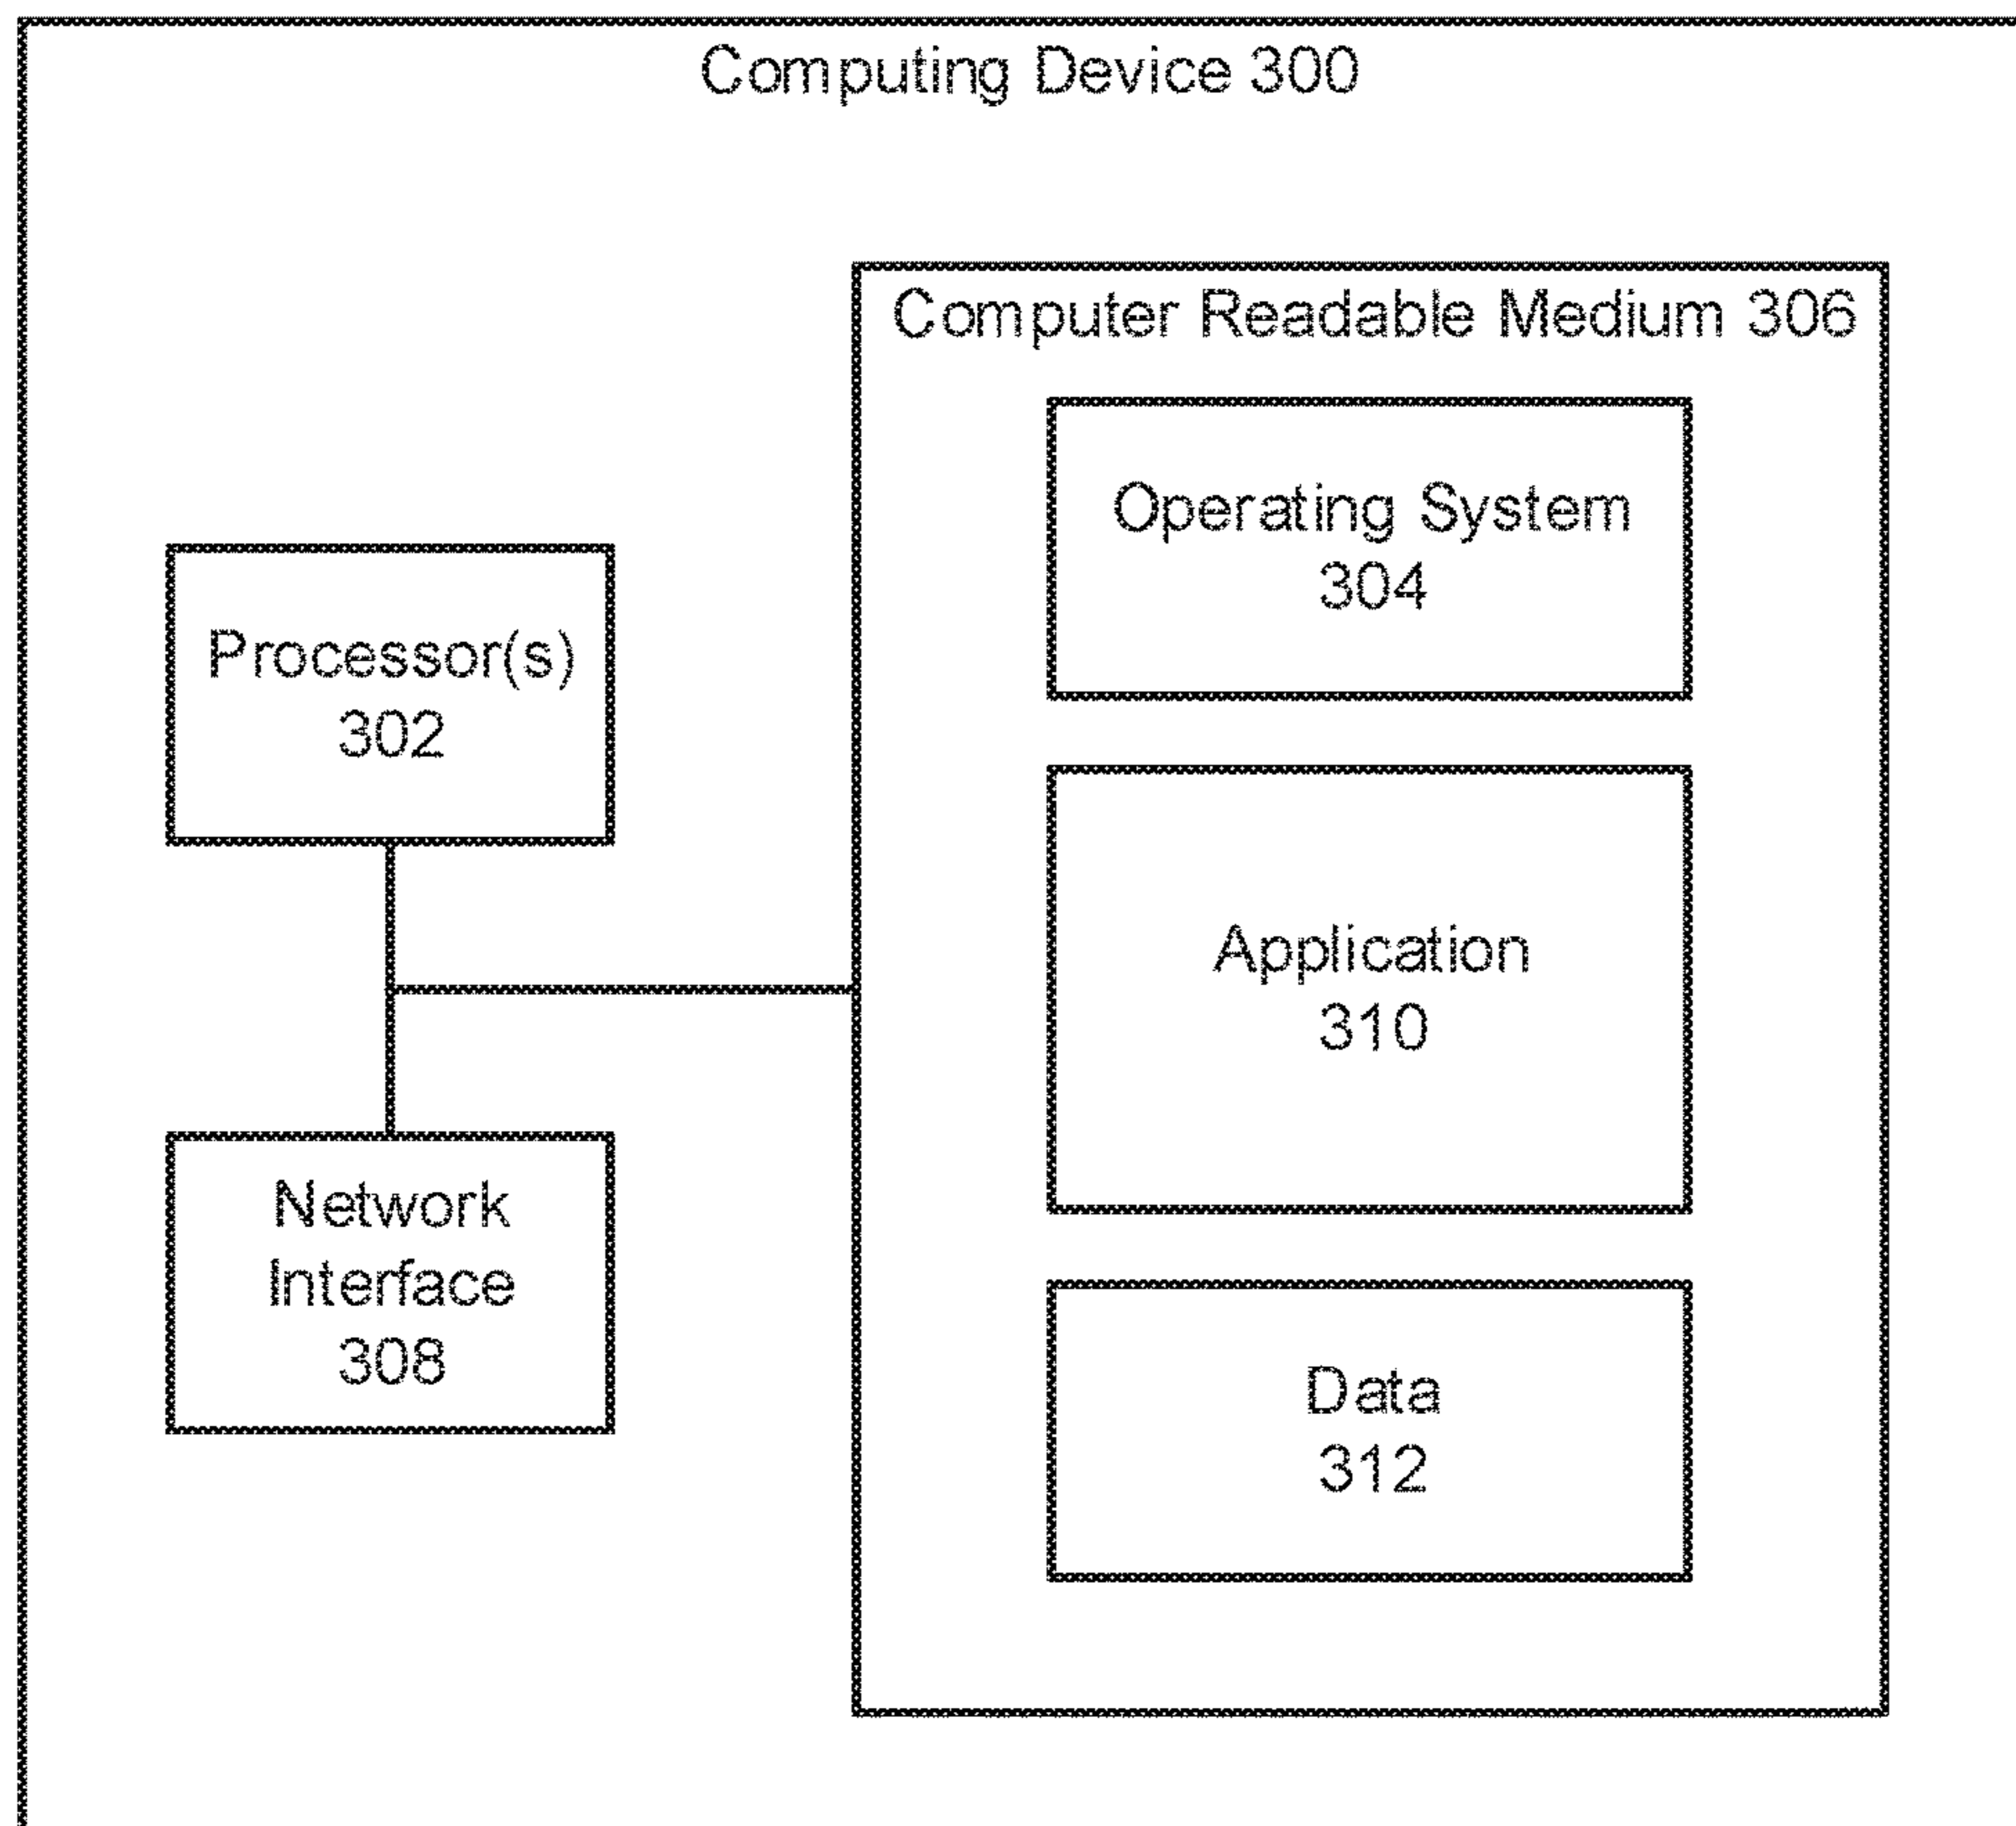 Computing Device 300
Computer Readable Medium 306
Operating System
304
Processor(s)
302
Application
310
Network
Interface
308
Data
312